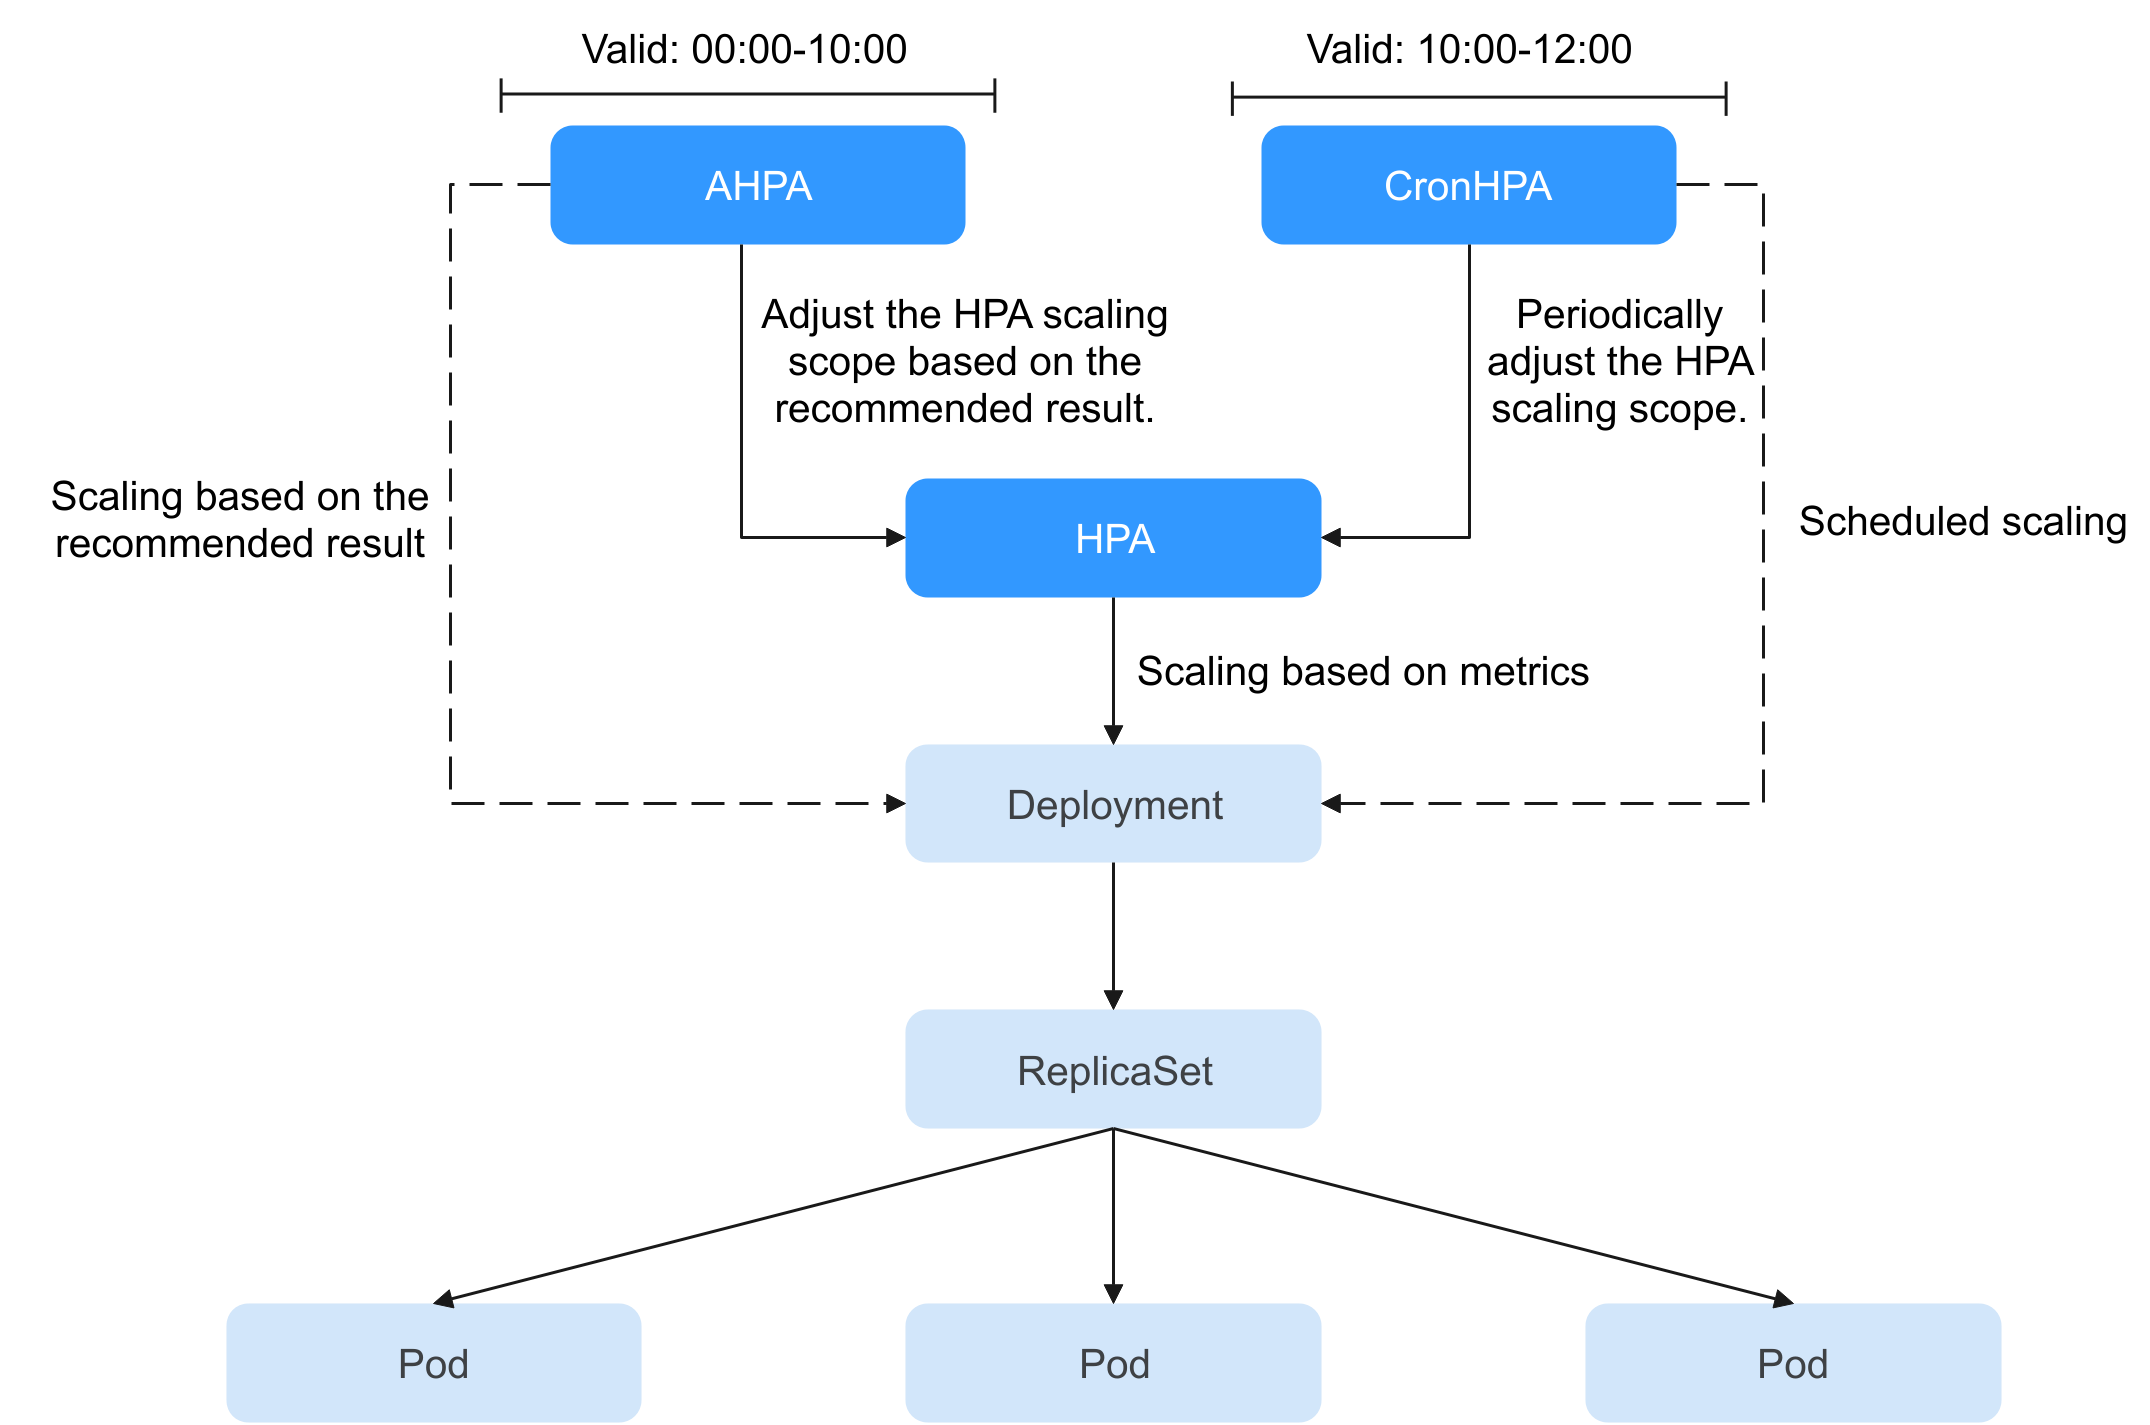 Valid: 00:00-10:00
Valid: 10:00-12:00
AHPA
CronHPA
Adjust the HPA scaling
scope based on the
recommended result.
Periodically
adjust the HPA
scaling scope.
Scaling based on the
recommended result
HPA
Scheduled scaling
Scaling based on metrics
Deployment
ReplicaSet
Pod
Pod
Pod